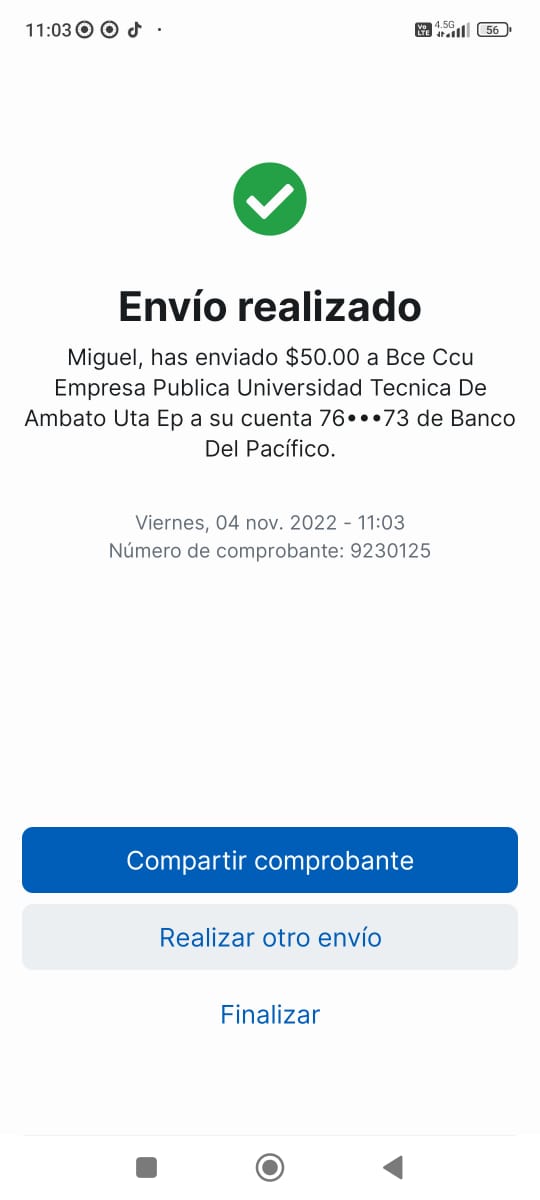 11:03
Vo LTE 4.5G 56
Envío realizado
Miguel, has enviado $50.00 a Bce Ccu
Empresa Publica Universidad Tecnica De
Ambato Uta Ep a su cuenta 76•••73 de Banco
Del Pacífico.
Viernes, 04 nov. 2022 - 11:03
Número de comprobante: 9230125
Compartir comprobante
Realizar otro envío
Finalizar